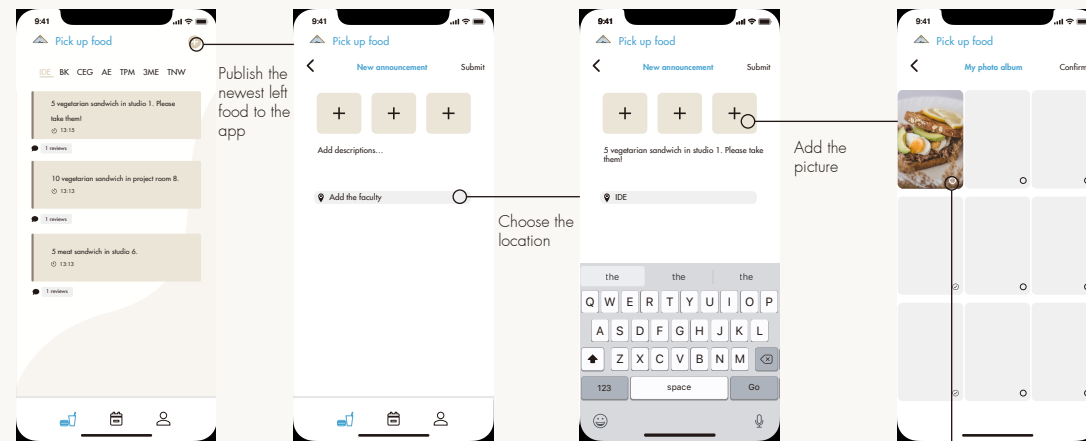 9:41
Pick up food
IDE BK CEG AE TPM 3ME TNW
5 vegetarian sandwich in studio 1. Please
take them!
13:15
1 reviews
10 vegetarian sandwich in project room 8.
13:13
1 reviews
5 meat sandwich in studio 6.
13:13
1 reviews
Publish the
newest left
food to the
app
9:41
Pick up food
New announcement Submit
Add descriptions...
Add the faculty
Choose the
location
9:41
Pick up food
New announcement Submit
5 vegetarian sandwich in studio 1. Please take
them!
IDE
the the the
Q W E R T Y U I O P
A S D F G H J K L
Z X C V B N M
123 space Go
Add the
picture
9:41
Pick up food
My photo album Confirm